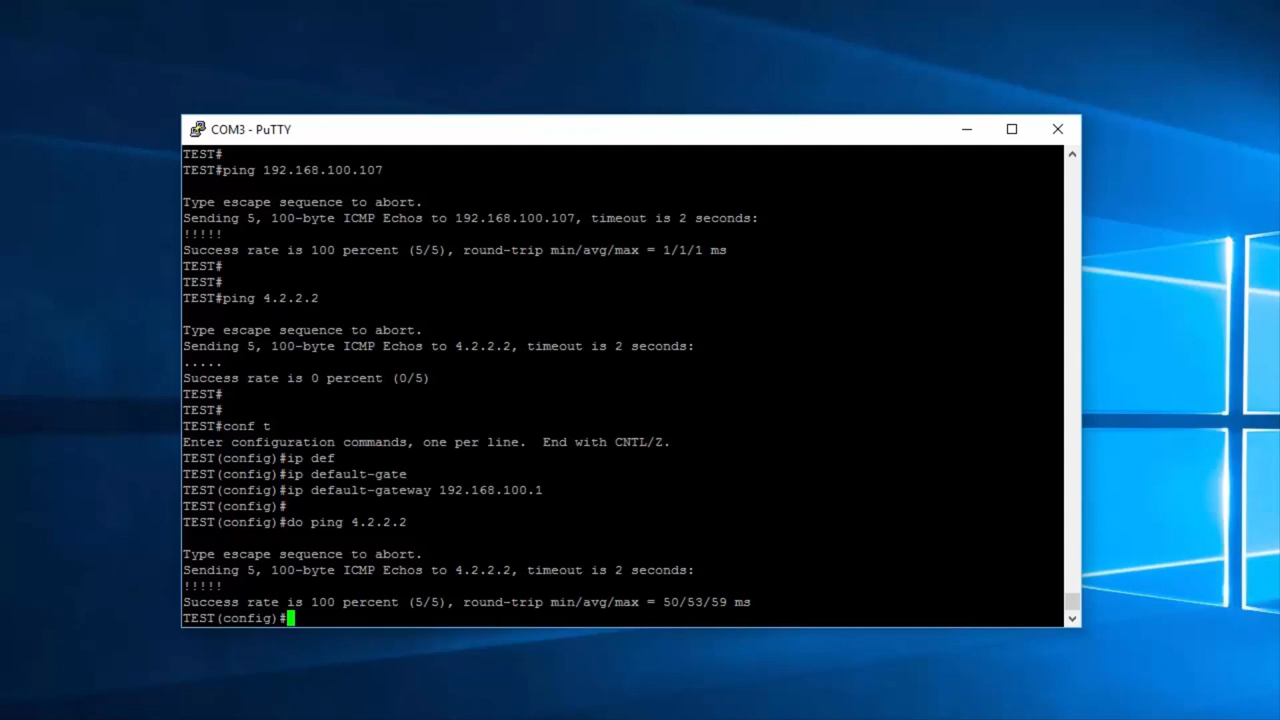 COM3 - PuTTY
TEST#
TEST#ping 192.168.100.107
Type escape sequence to abort.
Sending 5, 100-byte ICMP Echos to 192.168.100.107, timeout is 2 seconds:
!!!!!
Success rate is 100 percent (5/5), round-trip min/avg/max = 1/1/1 ms
TEST#
TEST#
TEST#ping 4.2.2.2
Type escape sequence to abort.
Sending 5, 100-byte ICMP Echos to 4.2.2.2, timeout is 2 seconds:
.....
Success rate is 0 percent (0/5)
TEST#
TEST#
TEST#conf t
Enter configuration commands, one per line.  End with CNTL/Z.
TEST(config)#ip def
TEST(config)#ip default-gate
TEST(config)#ip default-gateway 192.168.100.1
TEST(config)#
TEST(config)#do ping 4.2.2.2
Type escape sequence to abort.
Sending 5, 100-byte ICMP Echos to 4.2.2.2, timeout is 2 seconds:
!!!!!
Success rate is 100 percent (5/5), round-trip min/avg/max = 50/53/59 ms
TEST(config)#